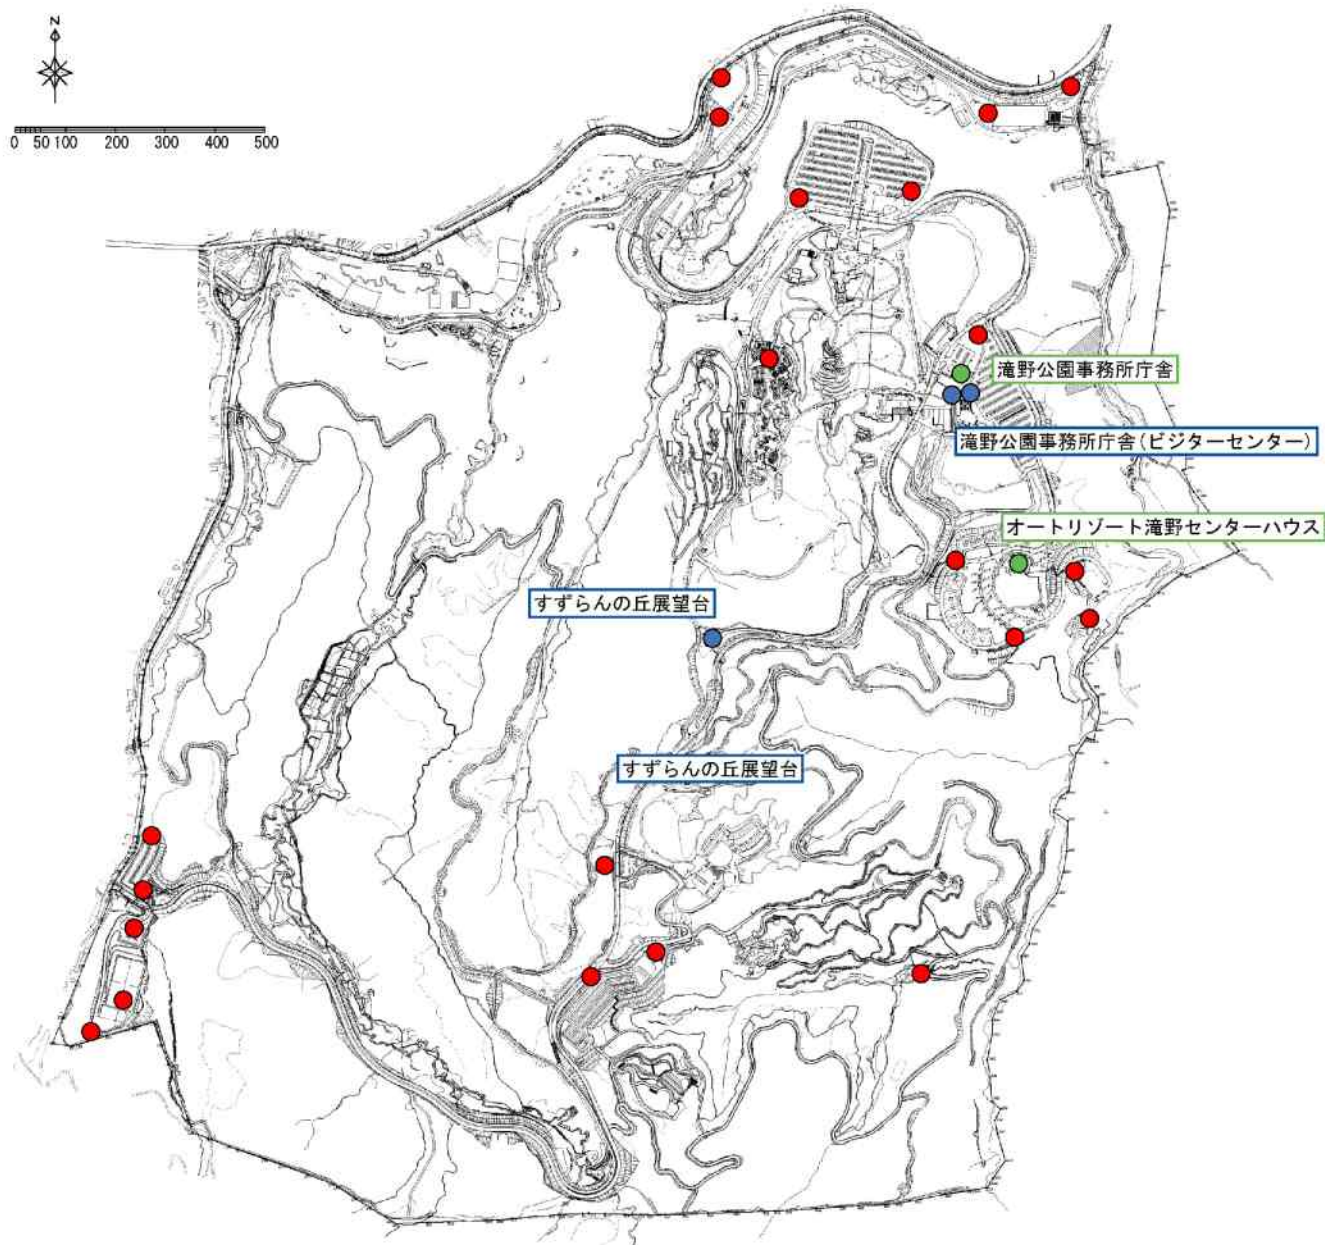 N
0 50 100 200 300 400 500
滝野公園事務所庁舎
滝野公園事務所庁舎(ビジターセンター)
オートリゾート滝野センターハウス
すずらんの丘展望台
すずらんの丘展望台